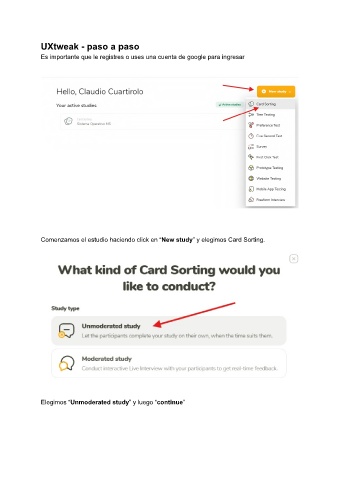 UXtweak - paso a paso
Es importante que le registres o uses una cuenta de google para ingresar
Hello, Claudio Cuartirolo
New study
Your active studies
Active studies
Card Sorting
Tree Testing
Preference Test
Five Second Test
Survey
First Click Test
Prototype Testing
Website Testing
Mobile App Testing
Comenzamos el estudio haciendo click en "New study" y elegimos Card Sorting.
What kind of Card Sorting would you
like to conduct?
Study type
Unmoderated study
Let the participants complete your study on their own, when the time suits them.
Moderated study
Conduct interactive Live Interview with your participants to get real-time feedback.
Elegimos "Unmoderated study" y luego "continue"